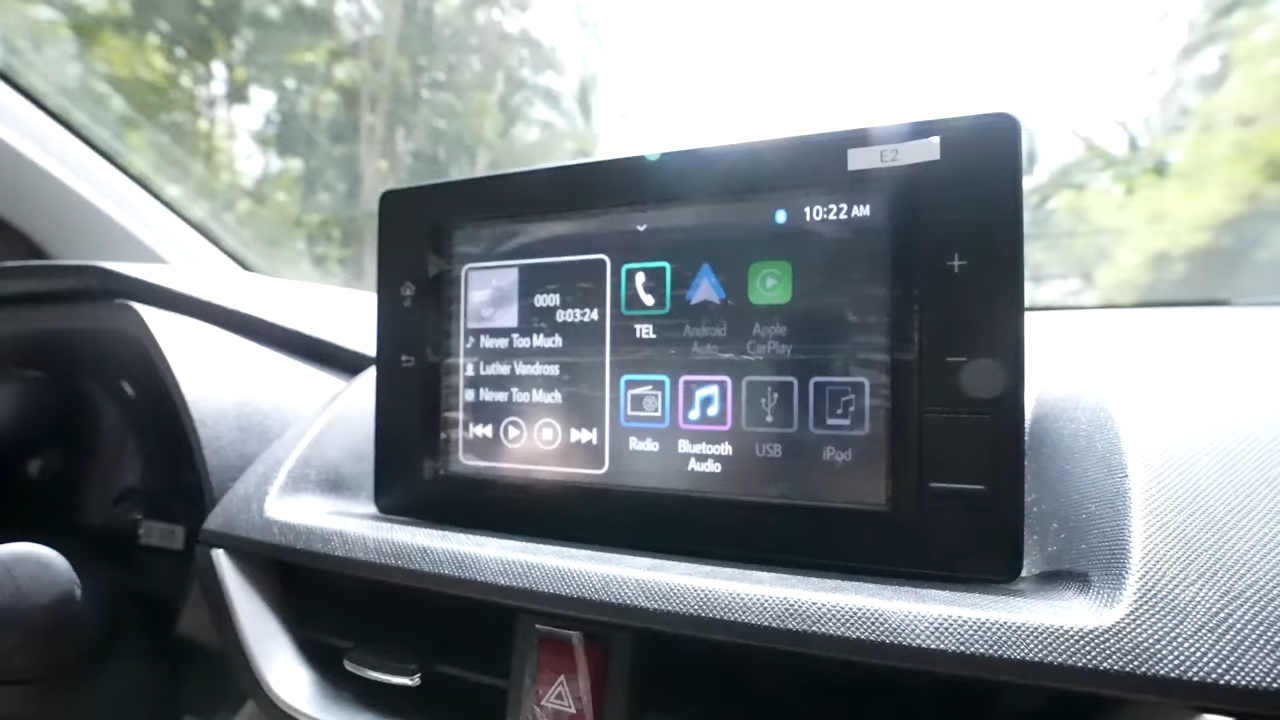 E2
10:22 AM
0001
0:03:24
Never Too Much
Luther Vandross
Never Too Much
TEL
Android
Auto
Apple
CarPlay
Radio
Bluetooth
Audio
USB
iPod